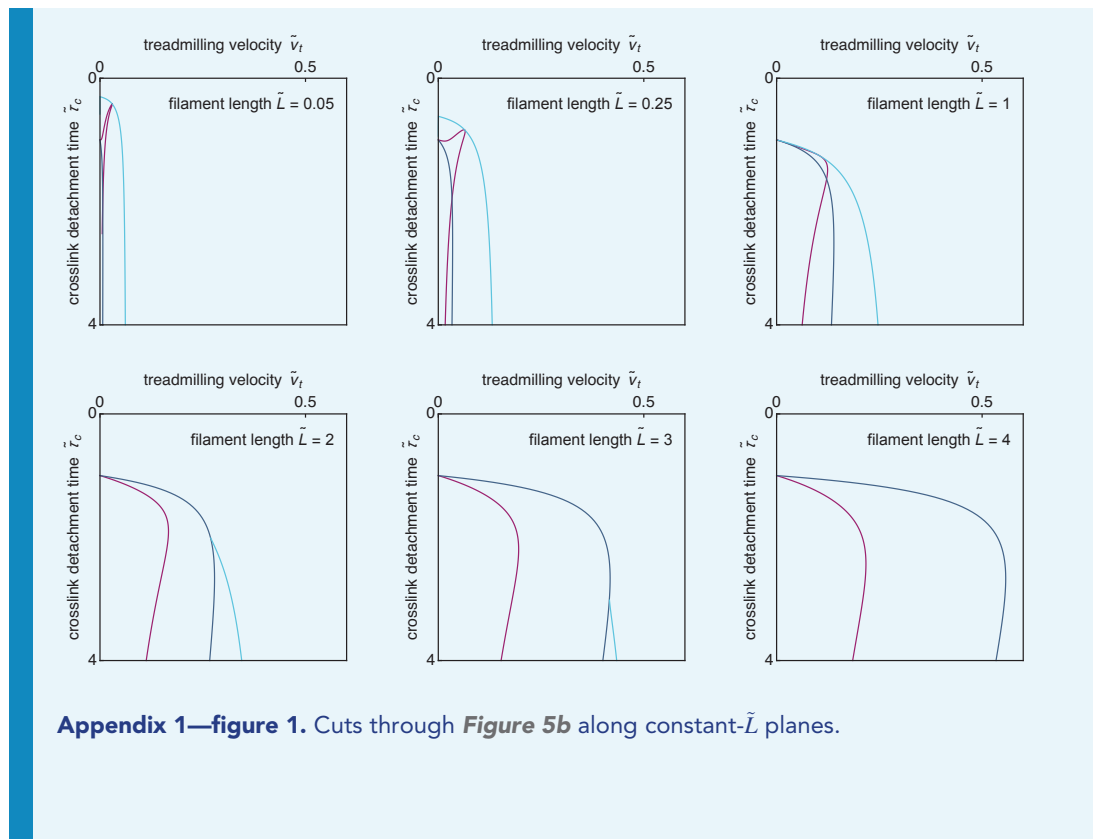 treadmilling velocity ṽt
0 0.5
0
filament length L̃ = 0.05
crosslink detachment time τ̃c
4
treadmilling velocity ṽt
0 0.5
0
filament length L̃ = 0.25
crosslink detachment time τ̃c
4
treadmilling velocity ṽt
0 0.5
0
filament length L̃ = 1
crosslink detachment time τ̃c
4
treadmilling velocity ṽt
0 0.5
0
filament length L̃ = 2
crosslink detachment time τ̃c
4
treadmilling velocity ṽt
0 0.5
0
filament length L̃ = 3
crosslink detachment time τ̃c
4
treadmilling velocity ṽt
0 0.5
0
filament length L̃ = 4
crosslink detachment time τ̃c
4
Appendix 1—figure 1. Cuts through Figure 5b along constant-L̃ planes.